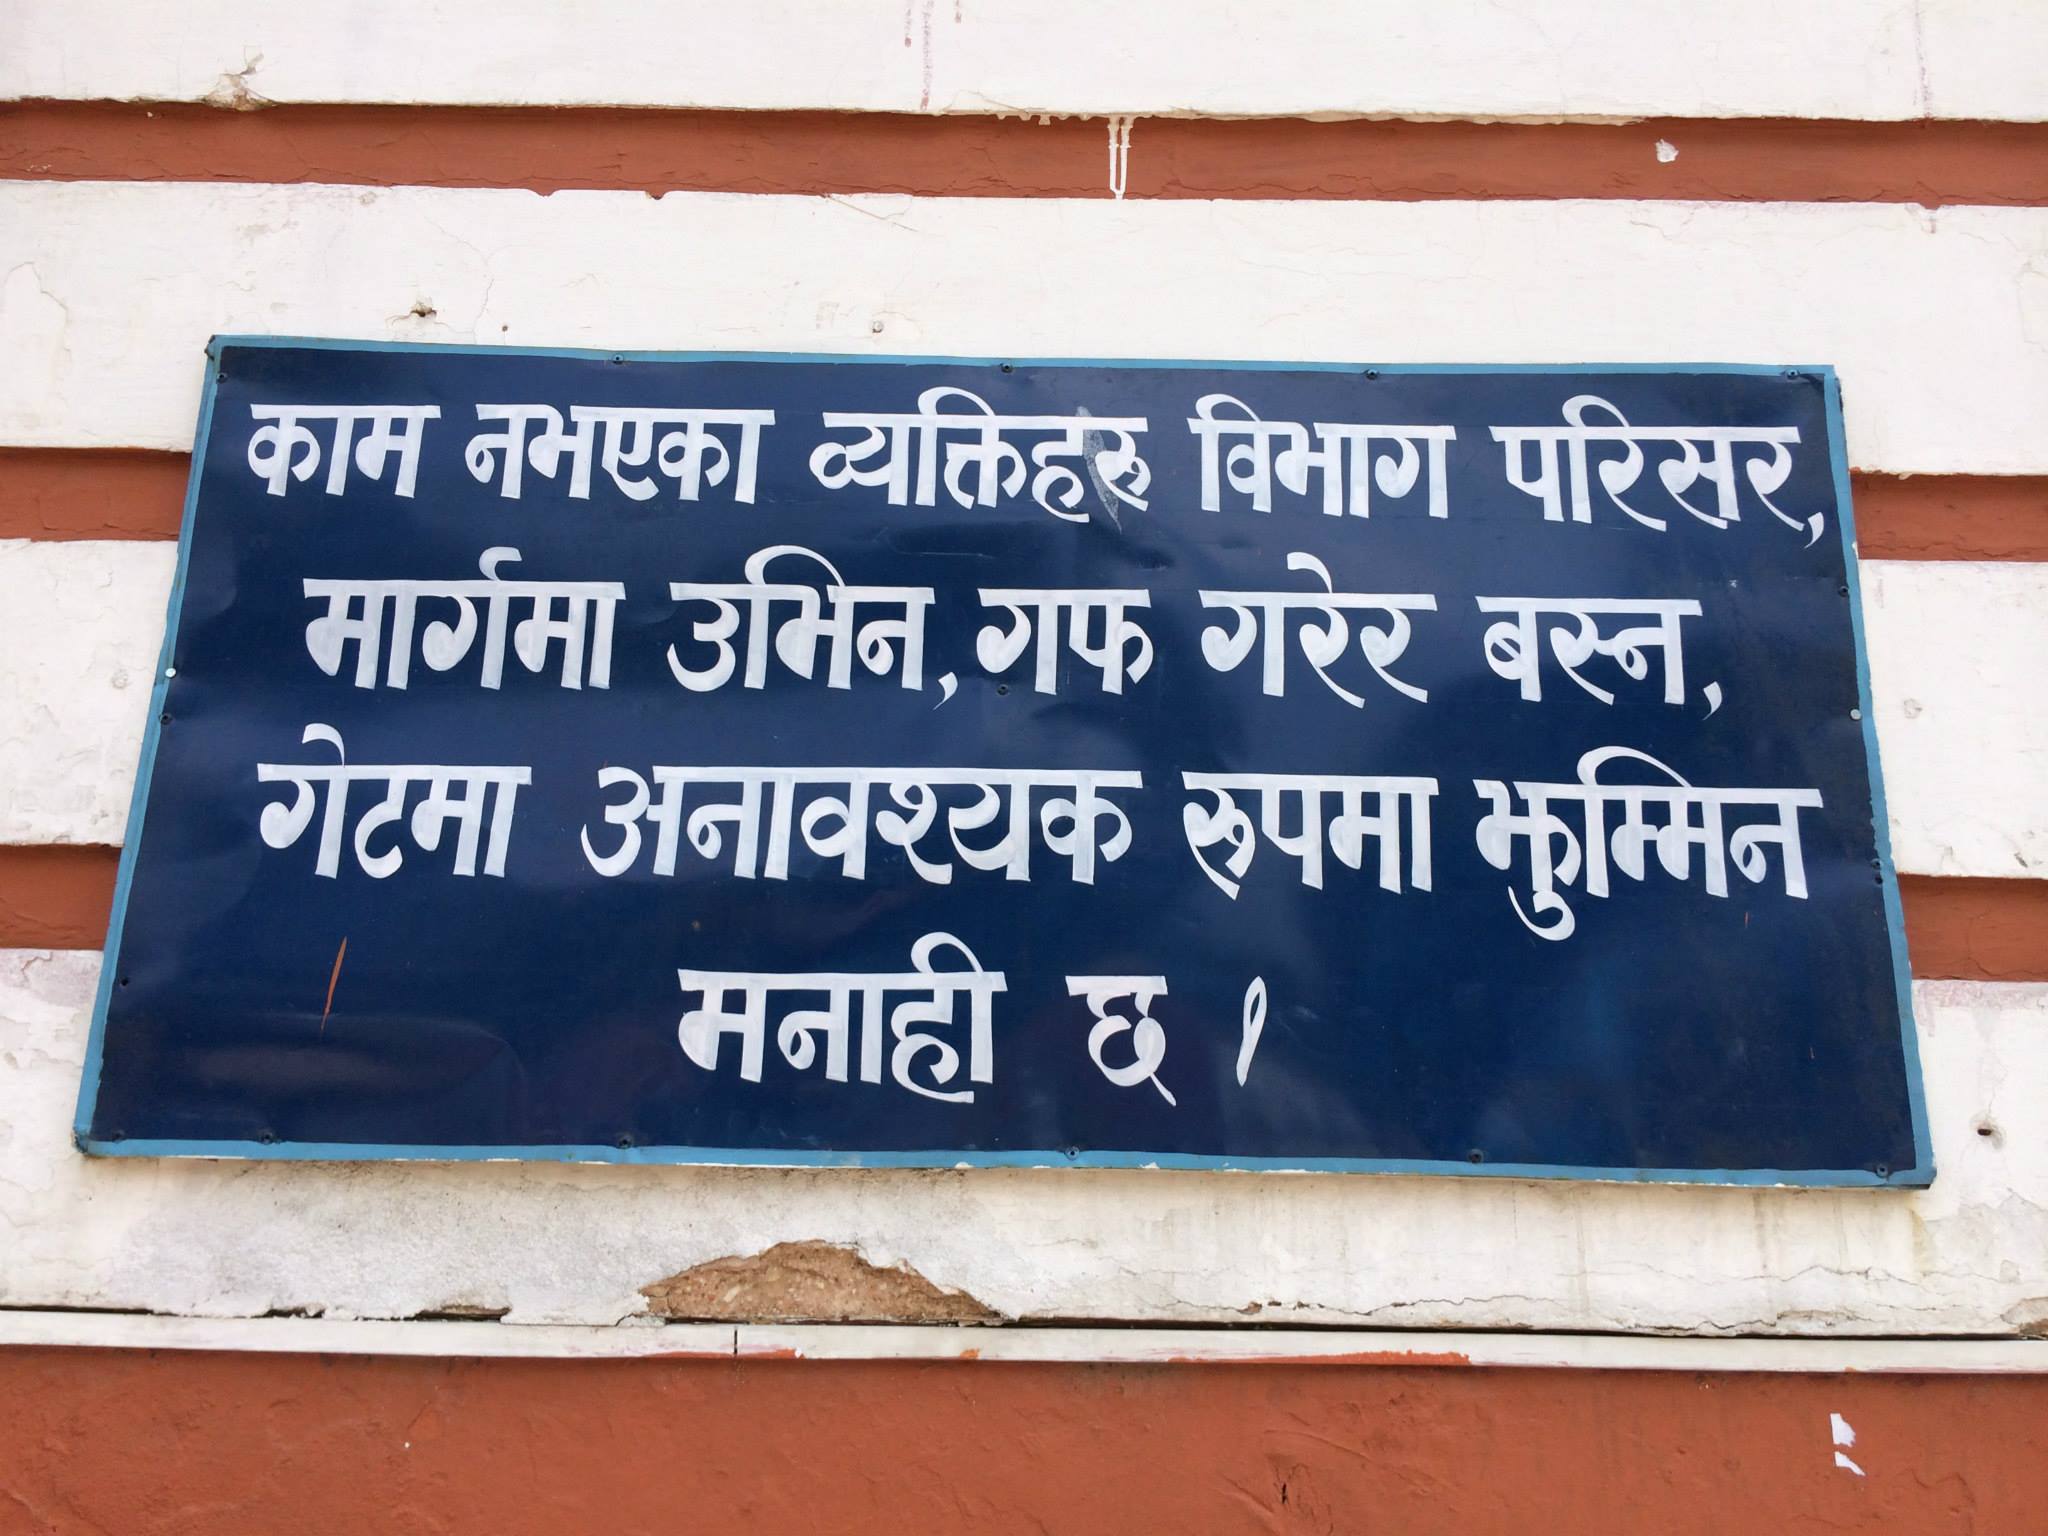 काम नभएका व्यक्तिहरु विभाग परिसर,
मार्गमा उभिन, गफ गरेर बस्न,
गेटमा अनावश्यक रुपमा झुम्मिन
मनाही छ ।